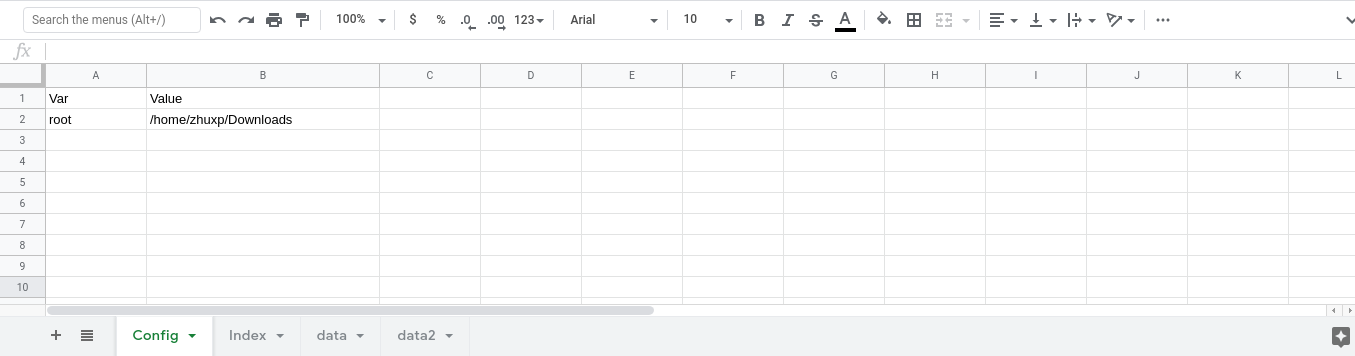 Search the menus (Alt+/) 100% $ % .0 .00 123 Arial 10 B I S A
fx
A B C D E F G H I J K L
1 Var Value
2 root /home/zhuxp/Downloads
3
4
5
6
7
8
9
10
+ Config Index data data2